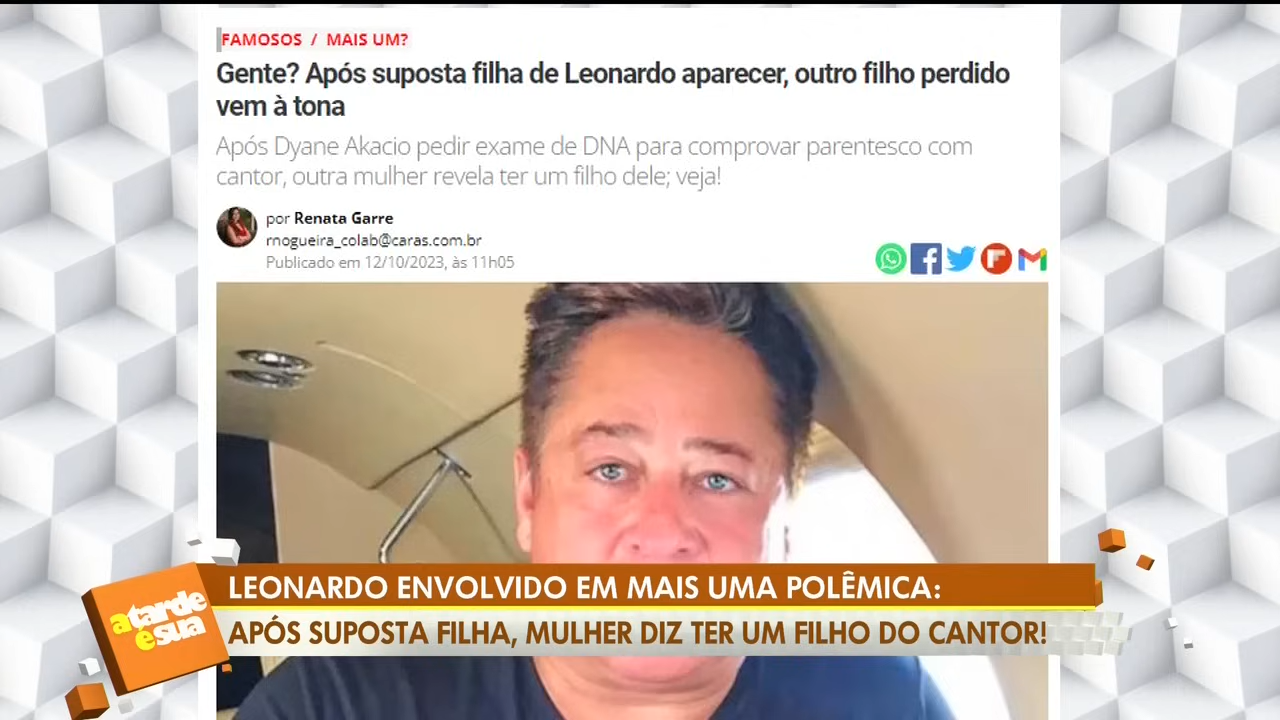 FAMOSOS / MAIS UM?
Gente? Após suposta filha de Leonardo aparecer, outro filho perdido
vem à tona
Após Dyane Akacio pedir exame de DNA para comprovar parentesco com
cantor, outra mulher revela ter um filho dele; veja!
por Renata Garre
rnogueira_colab@caras.com.br
Publicado em 12/10/2023, às 11h05
LEONARDO ENVOLVIDO EM MAIS UMA POLÊMICA:
a tarde
é sua
APÓS SUPOSTA FILHA, MULHER DIZ TER UM FILHO DO CANTOR!